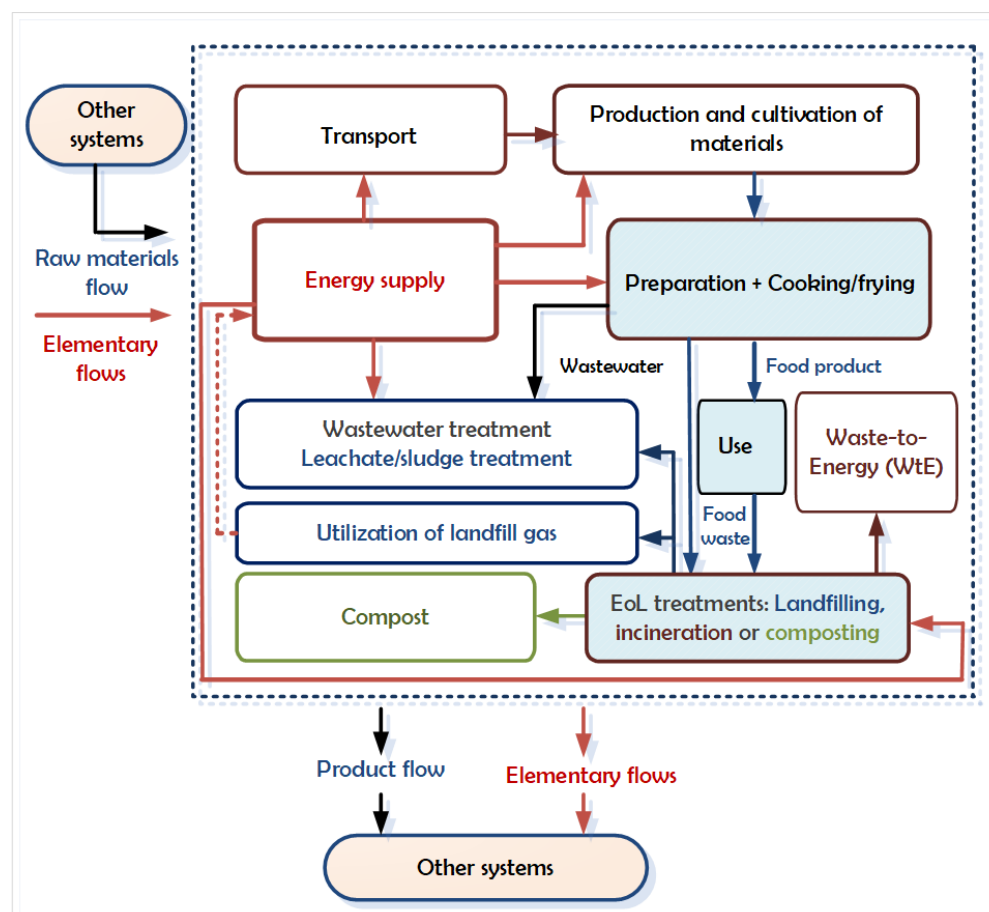 Other
systems
Raw materials
flow
Elementary
flows
Transport
Production and cultivation of
materials
Energy supply
Preparation + Cooking/frying
Wastewater
Food product
Wastewater treatment
Leachate/sludge treatment
Use
Waste-to-
Energy (WtE)
Food
waste
Utilization of landfill gas
Compost
EoL treatments: Landfilling,
incineration or composting
Product flow
Elementary flows
Other systems